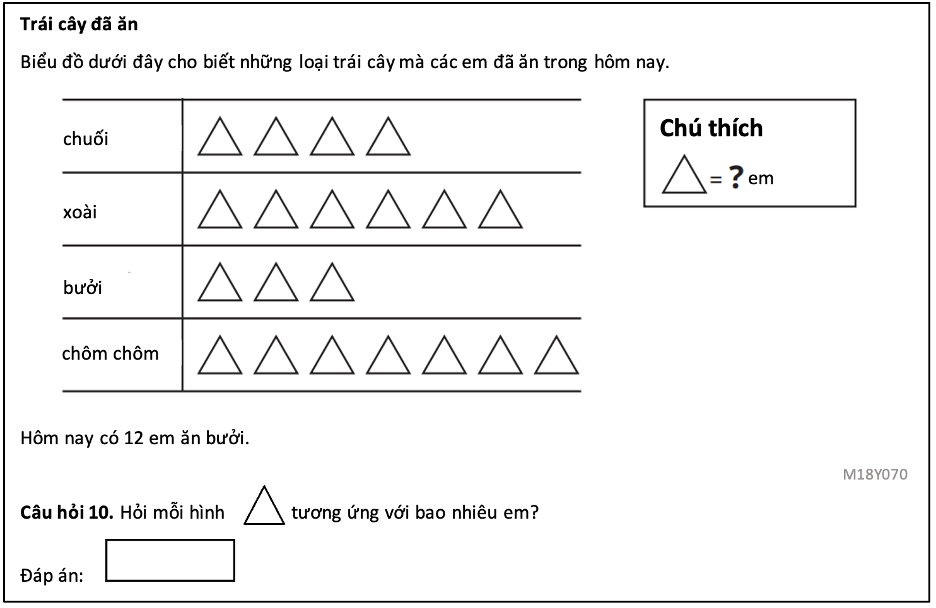 Trái cây đã ăn
Biểu đồ dưới đây cho biết những loại trái cây mà các em đã ăn trong hôm nay.
chuối
xoài
bưởi
chôm chôm
Chú thích
= ? em
Hôm nay có 12 em ăn bưởi.
M18Y070
Câu hỏi 10. Hỏi mỗi hình tương ứng với bao nhiêu em?
Đáp án: